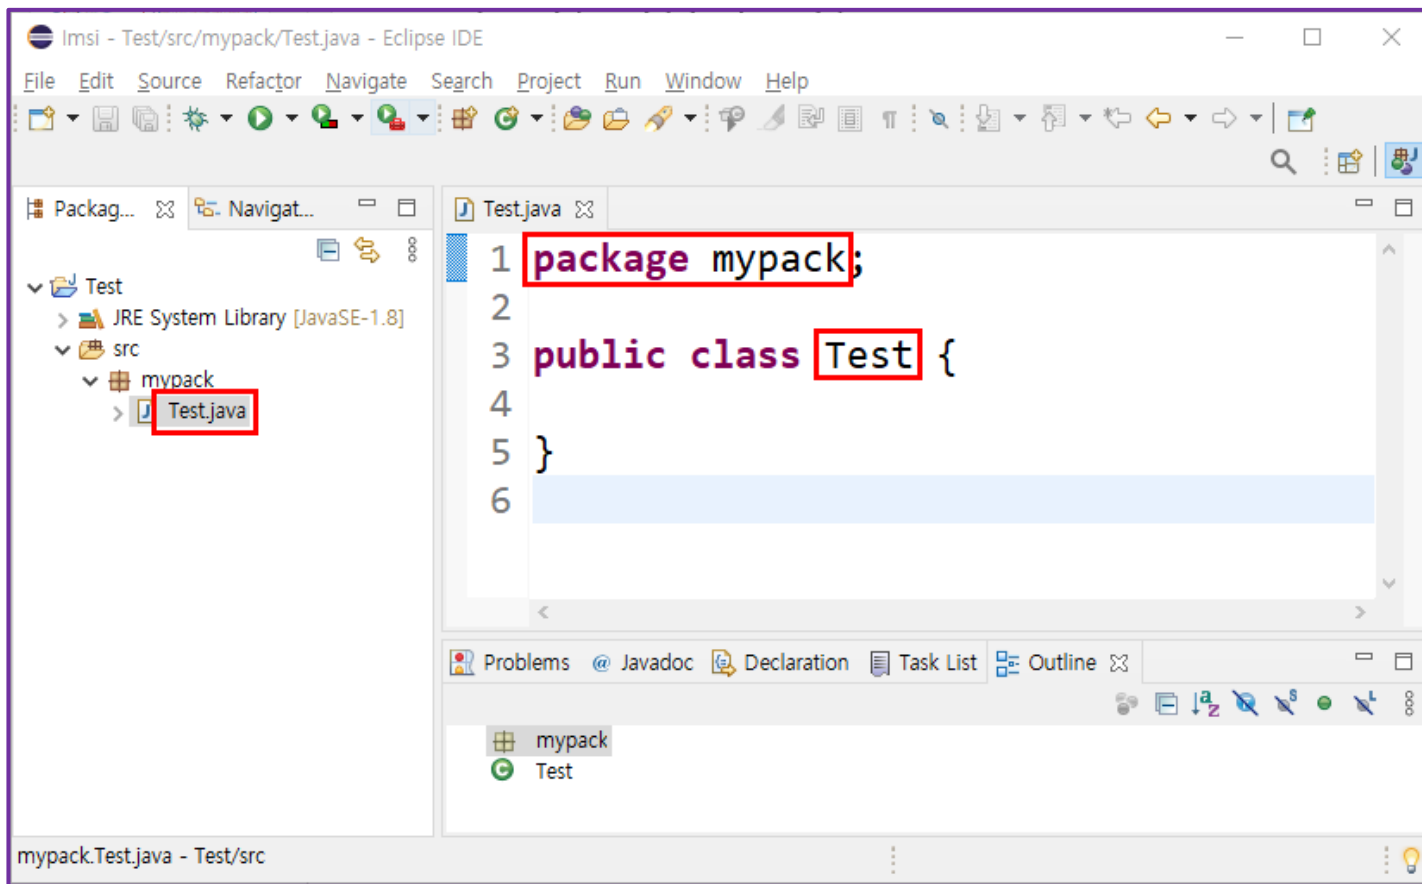 Imsi - Test/src/mypack/Test.java - Eclipse IDE
File Edit Source Refactor Navigate Search Project Run Window Help
Packag... Navigat...
Test
JRE System Library [JavaSE-1.8]
src
mypack
Test.java
Test.java
1 package mypack;
2
3 public class Test {
4
5 }
6
Problems @ Javadoc Declaration Task List Outline
mypack
Test
mypack.Test.java - Test/src